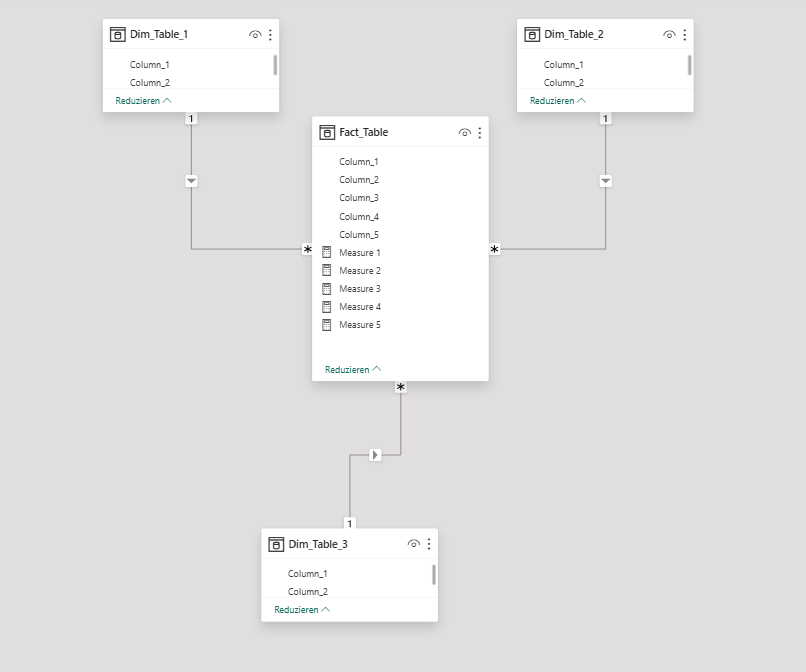 Dim_Table_1
Column_1
Column_2
Reduzieren
1
Dim_Table_2
Column_1
Column_2
Reduzieren
1
Fact_Table
Column_1
Column_2
Column_3
Column_4
Column_5
Measure 1
Measure 2
Measure 3
Measure 4
Measure 5
Reduzieren
*
*
*
1
Dim_Table_3
Column_1
Column_2
Reduzieren